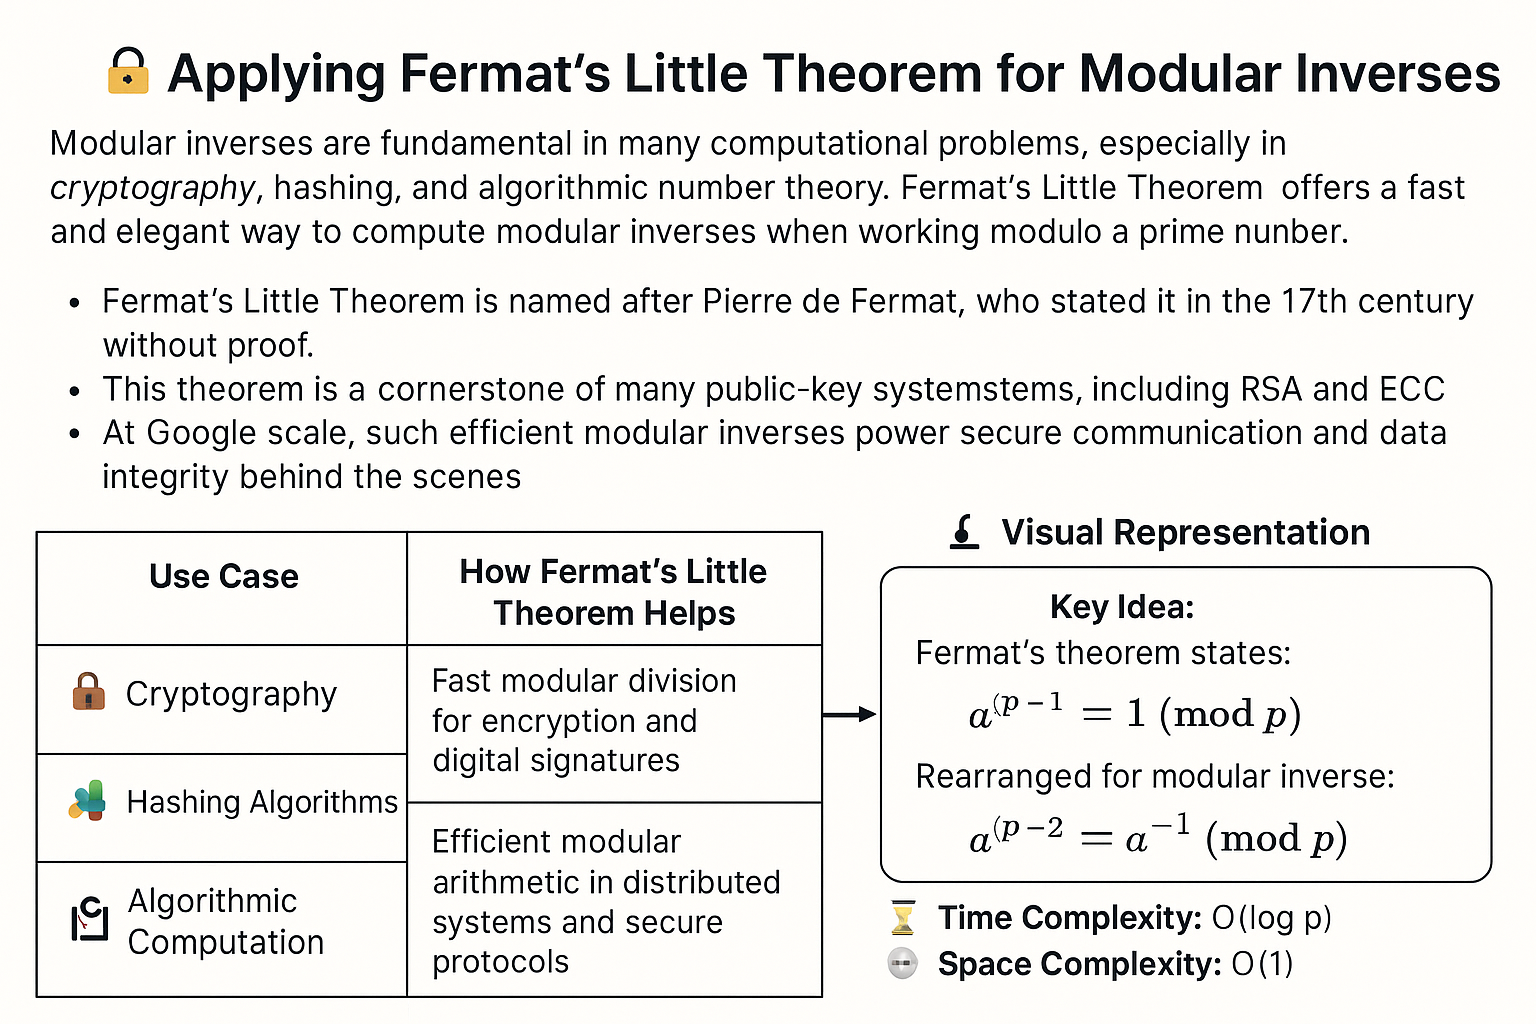 Applying Fermat‘s Little Theorem for Modular Inverses
Modular inverses are fundamental in many computational problems, especially in
cryptography, hashing, and algorithmic number theory. Fermat’s Little Theorem offers a fast
and elegant way to compute modular inverses when working modulo a prime nunber.
• Fermat’s Little Theorem is named after Pierre de Fermat, who stated it in the 17th century
without proof.
• This theorem is a cornerstone of many public-key systemstems, including RSA and ECC
• At Google scale, such efficient modular inverses power secure communication and data
integrity behind the scenes
Use Case
How Fermat’s Little
Theorem Helps
Cryptography
Fast modular division
for encryption and
digital signatures
Hashing Algorithms
Algorithmic
Computation
Efficient modular
arithmetic in distributed
systems and secure
protocols
Visual Representation
Key Idea:
Fermat‘s theorem states:
a^(p − 1 = 1 (mod p)
Rearranged for modular inverse:
a^(p − 2 = a^−1 (mod p)
Time Complexity: O(log p)
Space Complexity: O(1)